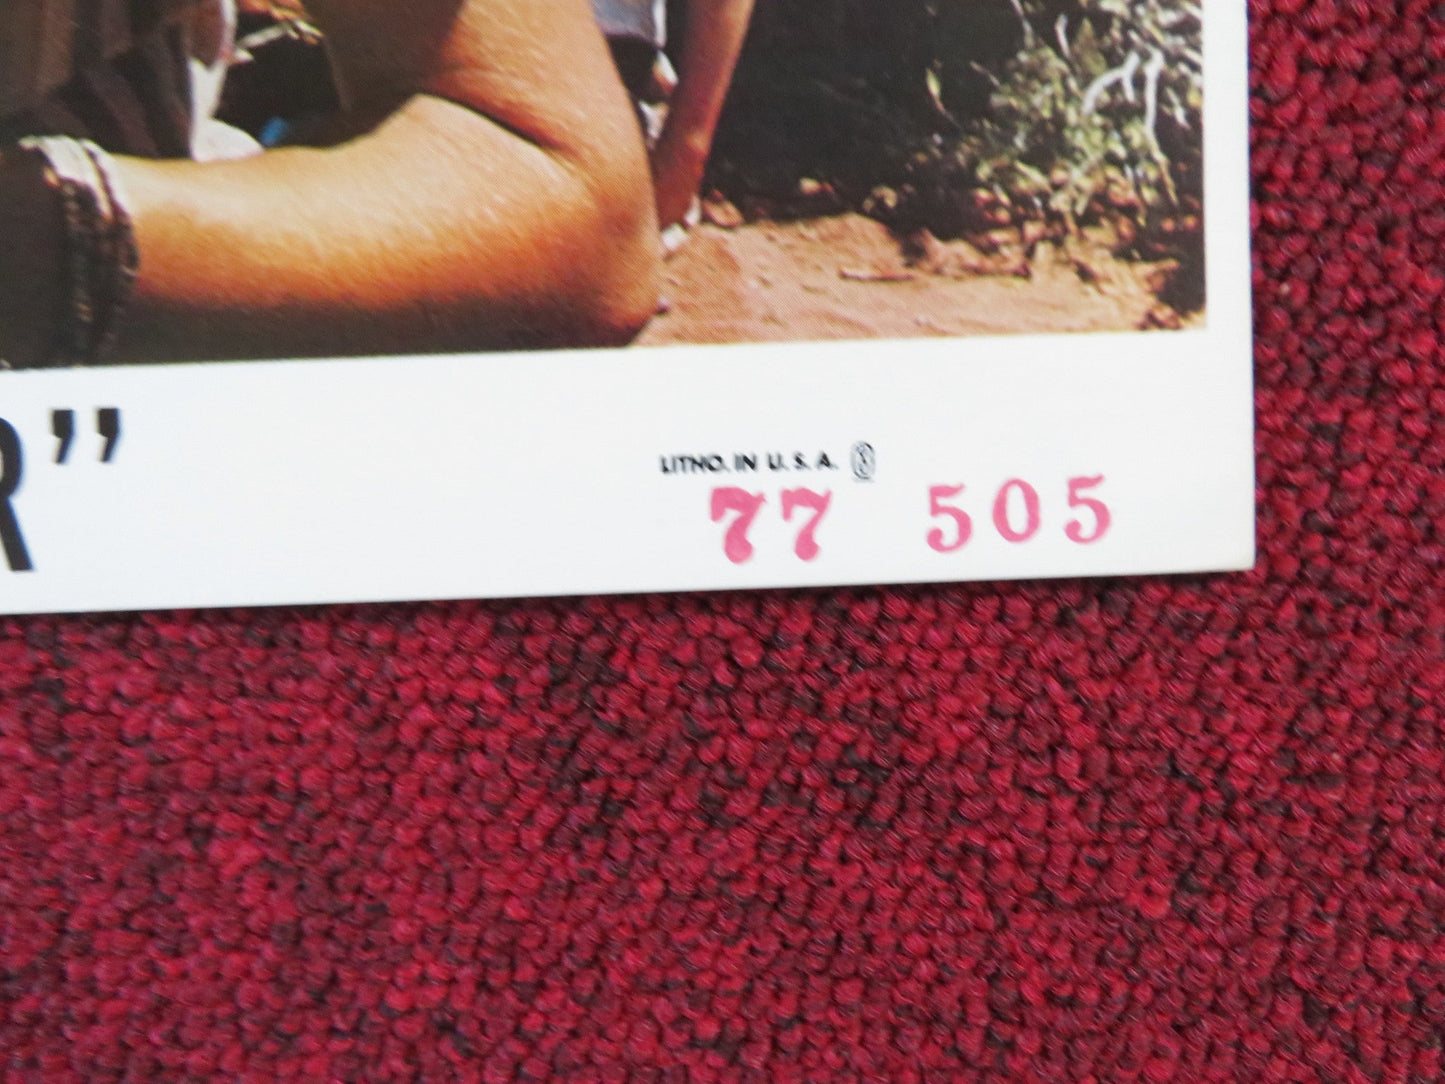 R”
LITHO. IN U. S. A.
77 505